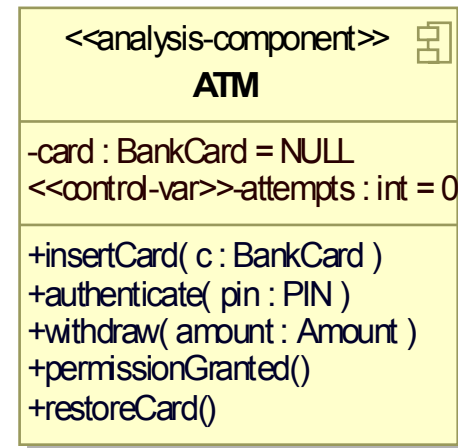 <<analysis-component>>
ATM
-card : BankCard = NULL
<<control-var>>-attempts : int = 0
+insertCard( c : BankCard )
+authenticate( pin : PIN )
+withdraw( amount : Amount )
+permissionGranted()
+restoreCard()